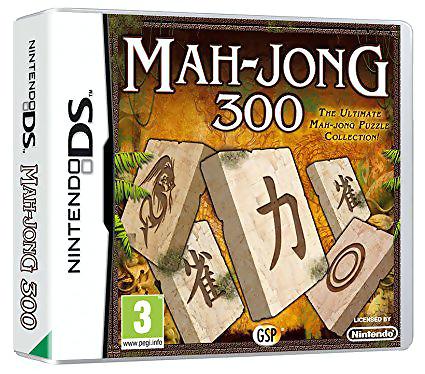 NINTENDO DS™
MAH-JONG 300
NINTENDO DS™
MAH-JONG
300
THE ULTIMATE
MAH-JONG PUZZLE
COLLECTION!
力
雀
雀
3
www.pegi.info
GSP
LICENSED BY
Nintendo